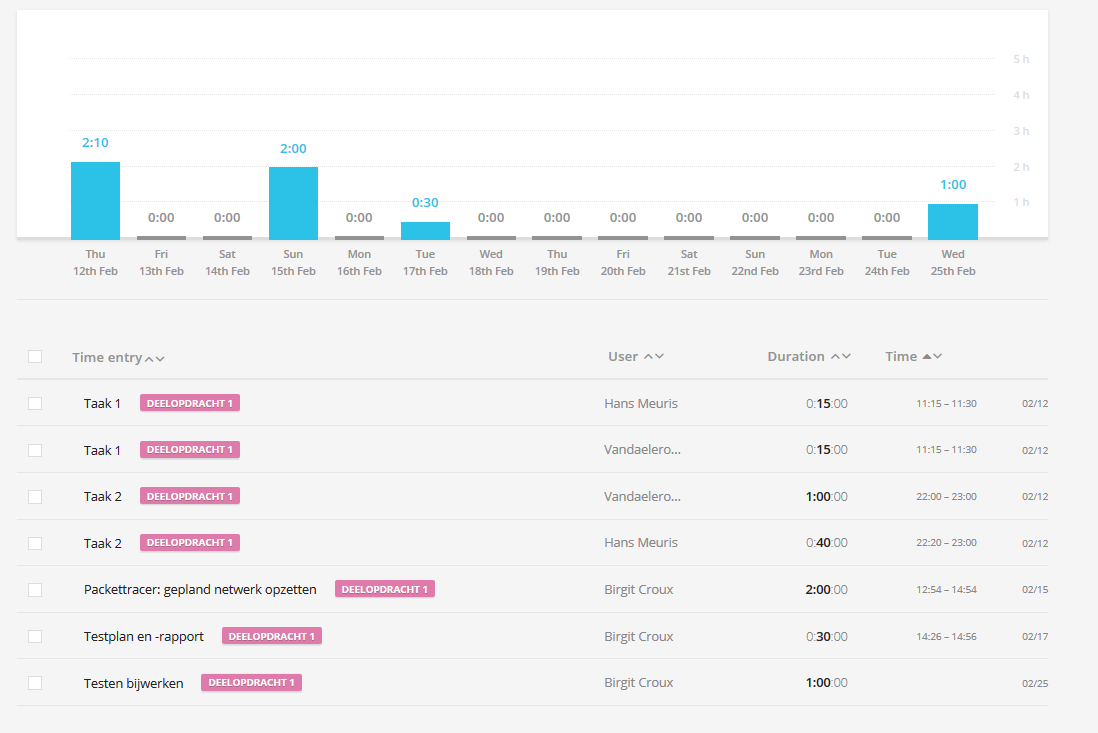 5 h
4 h
3 h
2 h
1 h
2:10 0:00 0:00 2:00 0:00 0:30 0:00 0:00 0:00 0:00 0:00 0:00 0:00 1:00
Thu Fri Sat Sun Mon Tue Wed Thu Fri Sat Sun Mon Tue Wed
12th Feb 13th Feb 14th Feb 15th Feb 16th Feb 17th Feb 18th Feb 19th Feb 20th Feb 21st Feb 22nd Feb 23rd Feb 24th Feb 25th Feb
Time entry User Duration Time
Taak 1 DEELOPDRACHT 1 Hans Meuris 0:15:00 11:15 – 11:30 02/12
Taak 1 DEELOPDRACHT 1 Vandaelero... 0:15:00 11:15 – 11:30 02/12
Taak 2 DEELOPDRACHT 1 Vandaelero... 1:00:00 22:00 – 23:00 02/12
Taak 2 DEELOPDRACHT 1 Hans Meuris 0:40:00 22:20 – 23:00 02/12
Packettracer: gepland netwerk opzetten DEELOPDRACHT 1 Birgit Croux 2:00:00 12:54 – 14:54 02/15
Testplan en -rapport DEELOPDRACHT 1 Birgit Croux 0:30:00 14:26 – 14:56 02/17
Testen bijwerken DEELOPDRACHT 1 Birgit Croux 1:00:00 02/25